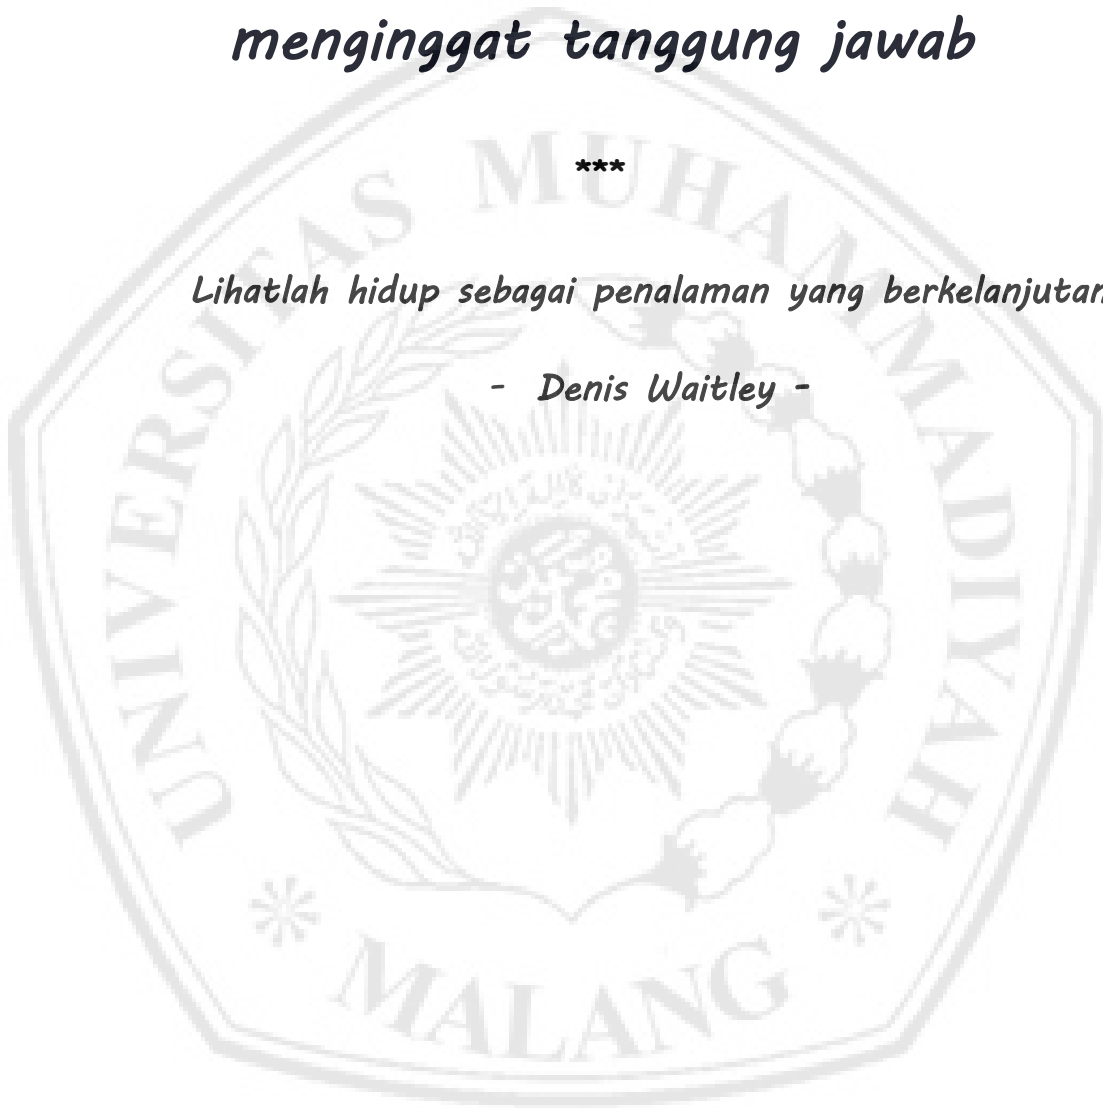 menginggat tanggung jawab
***
Lihatlah hidup sebagai penalaman yang berkelanjutan
- Denis Waitley -
UNIVERSITAS MUHAMMADIYAH
MALANG